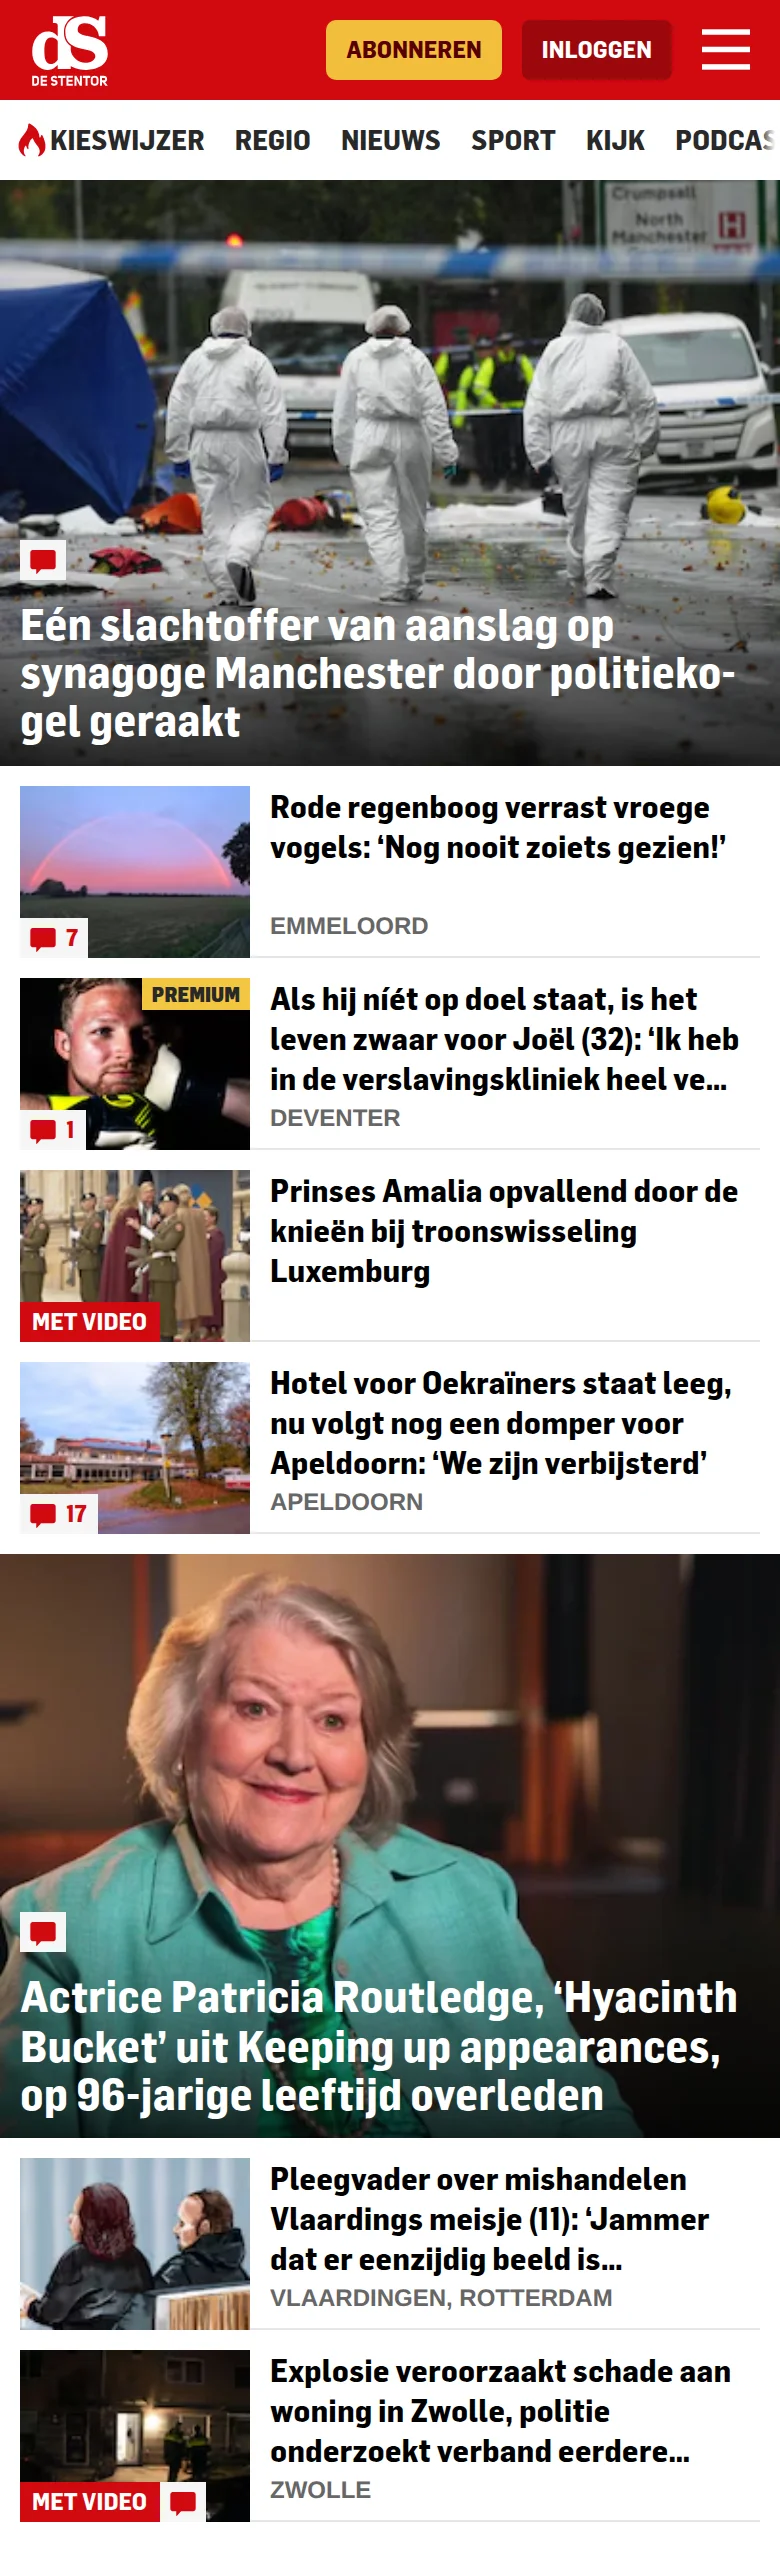 dS
DE STENTOR
ABONNEREN
INLOGGEN
KIESWIJZER REGIO NIEUWS SPORT KIJK PODCAS
Crumpsall
North
Manchester
H
Eén slachtoffer van aanslag op
synagoge Manchester door politieko-
gel geraakt
Rode regenboog verrast vroege
vogels: ‘Nog nooit zoiets gezien!’
7
EMMELOORD
PREMIUM
Als hij níét op doel staat, is het
leven zwaar voor Joël (32): ‘Ik heb
in de verslavingskliniek heel ve...
1
DEVENTER
Prinses Amalia opvallend door de
knieën bij troonswisseling
Luxemburg
MET VIDEO
Hotel voor Oekraïners staat leeg,
nu volgt nog een domper voor
Apeldoorn: ‘We zijn verbijsterd’
17
APELDOORN
Actrice Patricia Routledge, ‘Hyacinth
Bucket’ uit Keeping up appearances,
op 96-jarige leeftijd overleden
Pleegvader over mishandelen
Vlaardings meisje (11): ‘Jammer
dat er eenzijdig beeld is...
VLAARDINGEN, ROTTERDAM
Explosie veroorzaakt schade aan
woning in Zwolle, politie
onderzoekt verband eerdere...
MET VIDEO
ZWOLLE